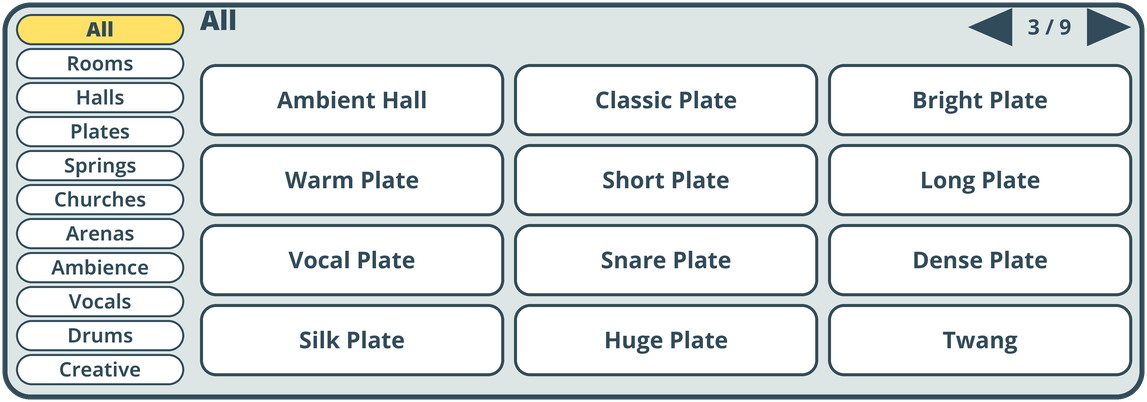 All
Rooms
Halls
Plates
Springs
Churches
Arenas
Ambience
Vocals
Drums
Creative
All
3 / 9
Ambient Hall
Classic Plate
Bright Plate
Warm Plate
Short Plate
Long Plate
Vocal Plate
Snare Plate
Dense Plate
Silk Plate
Huge Plate
Twang